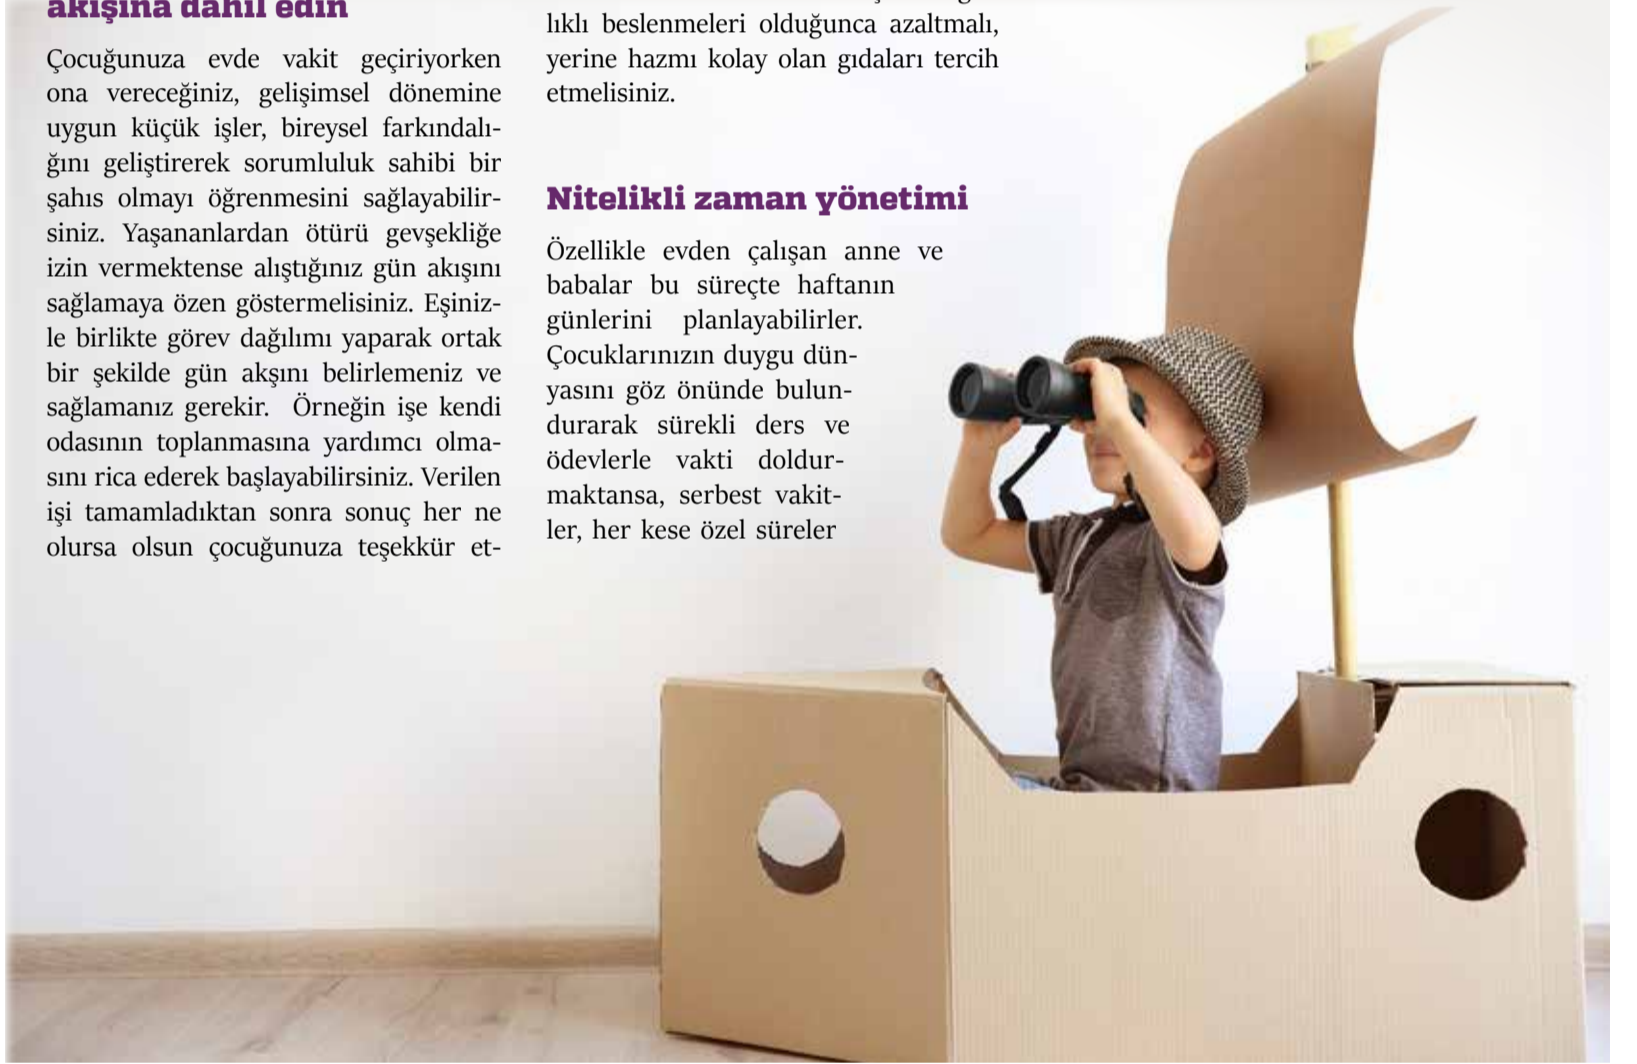 akışına dahil edin
Çocuğunuza evde vakit geçiriyorken
ona vereceğiniz, gelişimsel dönemine
uygun küçük işler, bireysel farkındalı-
ğını geliştirerek sorumluluk sahibi bir
şahıs olmayı öğrenmesini sağlayabilir-
siniz. Yaşananlardan ötürü gevşekliğe
izin vermektense alıştığınız gün akışını
sağlamaya özen göstermelisiniz. Eşiniz-
le birlikte görev dağılımı yaparak ortak
bir şekilde gün akşını belirlemeniz ve
sağlamanız gerekir. Örneğin işe kendi
odasının toplanmasına yardımcı olma-
sını rica ederek başlayabilirsiniz. Verilen
işi tamamladıktan sonra sonuç her ne
olursa olsun çocuğunuza teşekkür et-
lıklı beslenmeleri olduğunca azaltmalı,
yerine hazmı kolay olan gıdaları tercih
etmelisiniz.
Nitelikli zaman yönetimi
Özellikle evden çalışan anne ve
babalar bu süreçte haftanın
günlerini planlayabilirler.
Çocuklarınızın duygu dün-
yasını göz önünde bulun-
durarak sürekli ders ve
ödevlerle vakti doldur-
maktansa, serbest vakit-
ler, her kese özel süreler